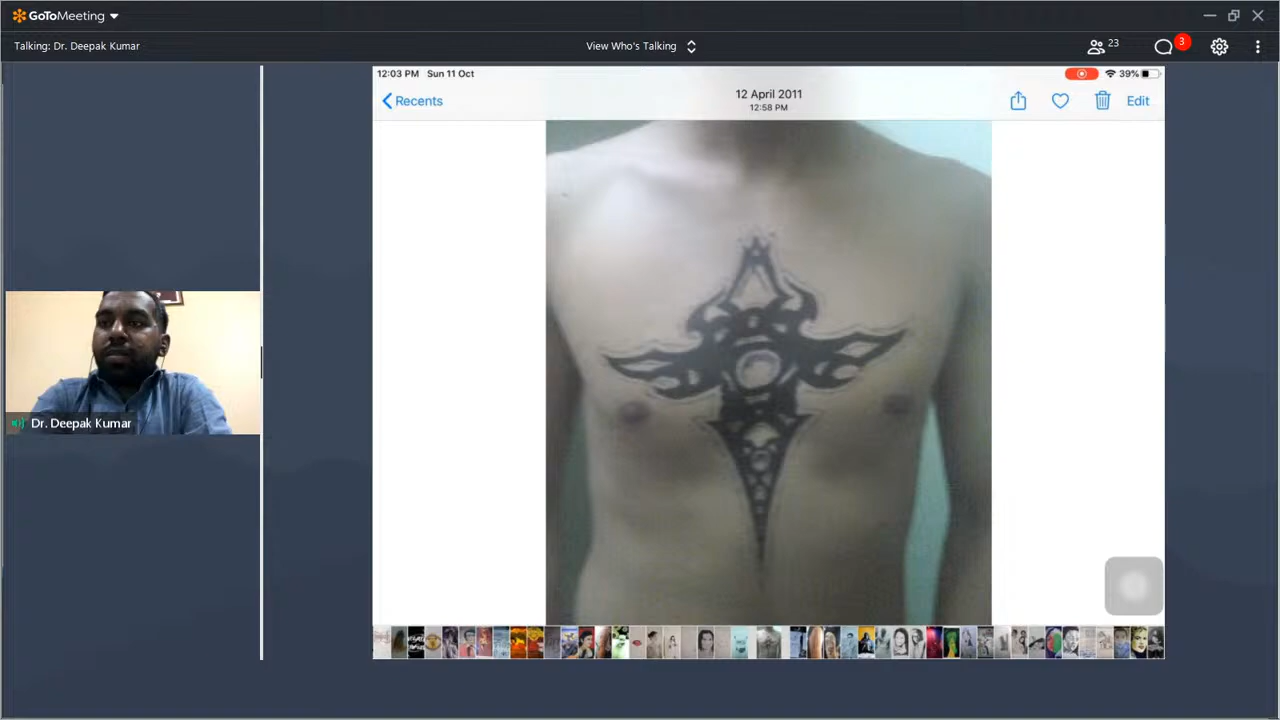 GoToMeeting
Talking: Dr. Deepak Kumar
View Who's Talking
23
3
12:03 PM Sun 11 Oct
39%
Recents
12 April 2011
12:58 PM
Edit
Dr. Deepak Kumar